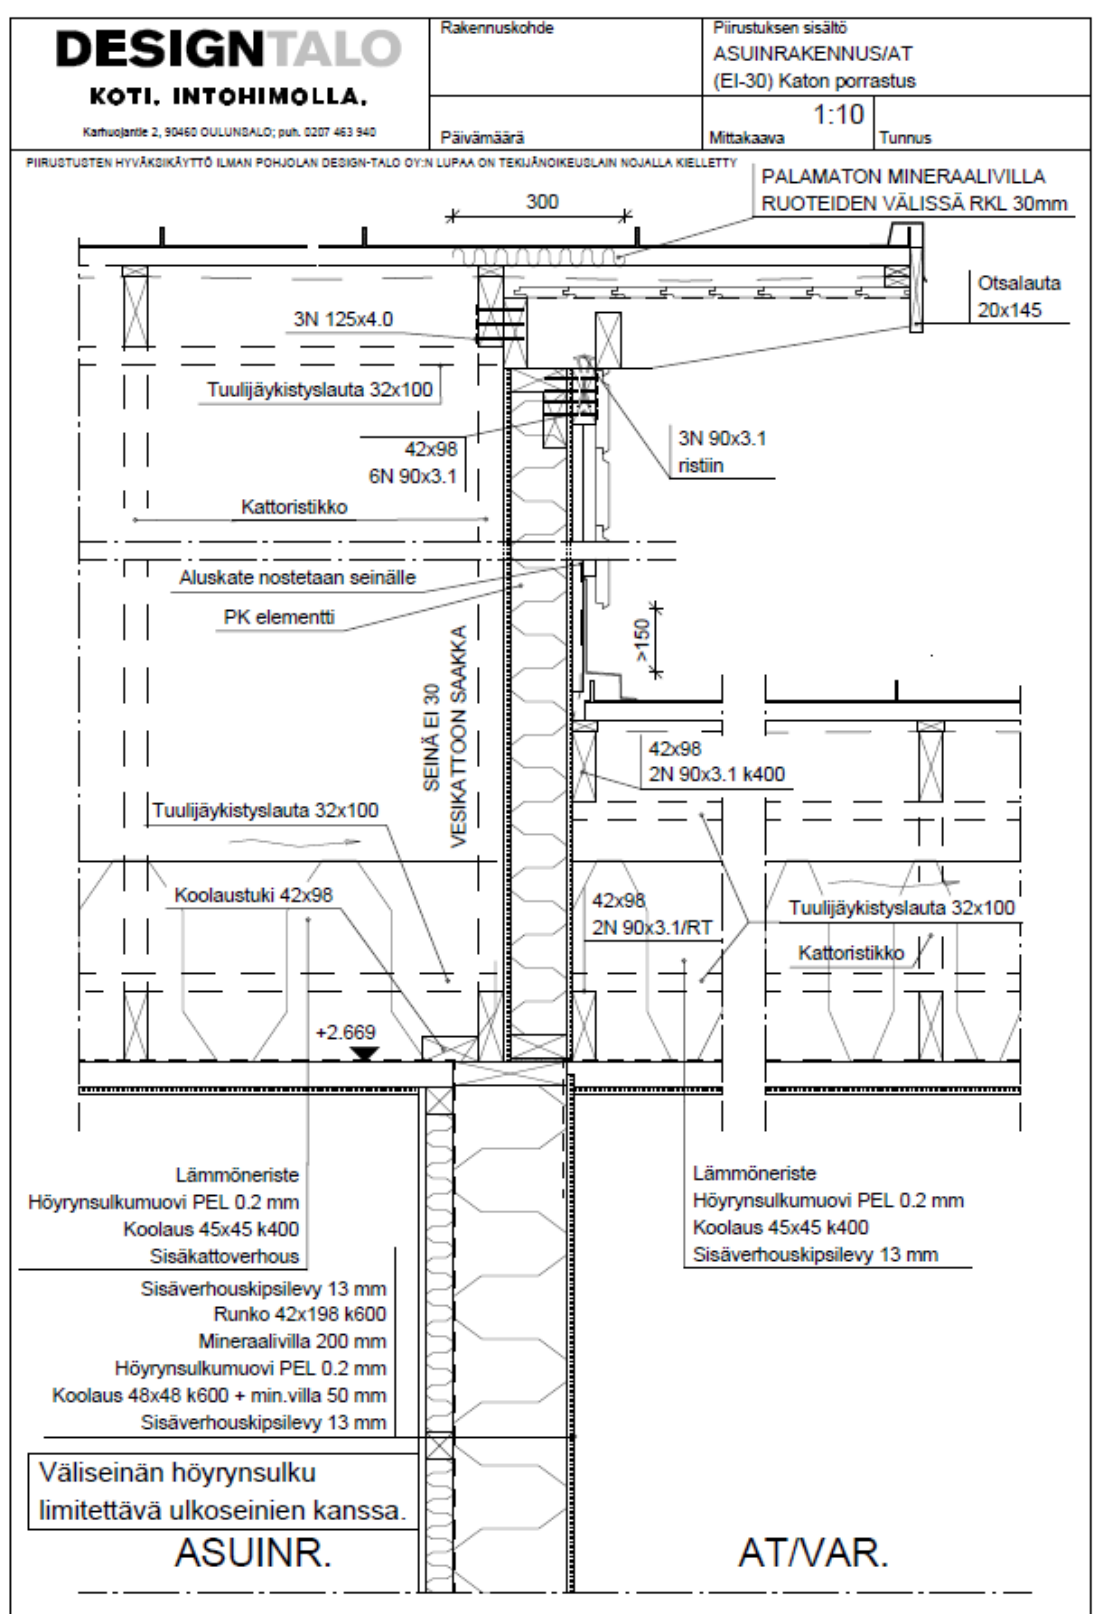 DESIGNTALO
KOTI. INTOHIMOLLA.
Karhuojantie 2, 90460 OULUNSALO; puh. 0207 463 940
Rakennuskohde
Päivämäärä
Piirustuksen sisältö
ASUINRAKENNUS/AT
(EI-30) Katon porrastus
1:10
Mittakaava
Tunnus
PIIRUSTUSTEN HYVÄKSIKÄYTTÖ ILMAN POHJOLAN DESIGN-TALO OY:N LUPAA ON TEKIJÄNOIKEUSLAIN NOJALLA KIELLETTY
PALAMATON MINERAALIVILLA
RUOTEIDEN VÄLISSÄ RKL 30mm
300
Otsalauta
20x145
3N 125x4.0
Tuulijäykistyslauta 32x100
42x98
6N 90x3.1
3N 90x3.1
ristiin
Kattoristikko
Aluskate nostetaan seinälle
PK elementti
>150
SEINÄ EI 30
VESIKATTOON SAAKKA
42x98
2N 90x3.1 k400
Tuulijäykistyslauta 32x100
Koolaustuki 42x98
42x98
2N 90x3.1/RT
Tuulijäykistyslauta 32x100
Kattoristikko
+2.669
Lämmöneriste
Höyrynsulkumuovi PEL 0.2 mm
Koolaus 45x45 k400
Sisäkattoverhous
Lämmöneriste
Höyrynsulkumuovi PEL 0.2 mm
Koolaus 45x45 k400
Sisäverhouskipsilevy 13 mm
Sisäverhouskipsilevy 13 mm
Runko 42x198 k600
Mineraalivilla 200 mm
Höyrynsulkumuovi PEL 0.2 mm
Koolaus 48x48 k600 + min.villa 50 mm
Sisäverhouskipsilevy 13 mm
Väliseinän höyrynsulku
limitettävä ulkoseinien kanssa.
ASUINR.
AT/VAR.